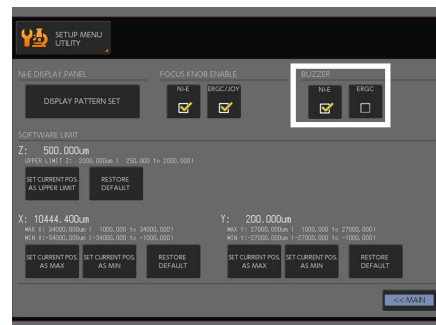 SETUP MENU
UTILITY
Ni-E DISPLAY PANEL
FOCUS KNOB ENABLE
BUZZER
DISPLAY PATTERN SET
Ni-E
ERGC/JOY
Ni-E
ERGC
SOFTWARE LIMIT
Z: 500.000um
UPPER LIMIT Z: 2000.000um ( 250.000 to 2000.000)
SET CURRENT POS.
AS UPPER LIMIT
RESTORE
DEFAULT
X: 10444.400um
MAX X: 34000.000um ( 1000.000 to 34000.000)
MIN X:-34000.000um (-34000.000 to -1000.000)
SET CURRENT POS.
AS MAX
SET CURRENT POS.
AS MIN
RESTORE
DEFAULT
Y: 200.000um
MAX Y: 27000.000um ( 1000.000 to 27000.000)
MIN Y:-27000.000um (-27000.000 to -1000.000)
SET CURRENT POS.
AS MAX
SET CURRENT POS.
AS MIN
RESTORE
DEFAULT
<< MAIN